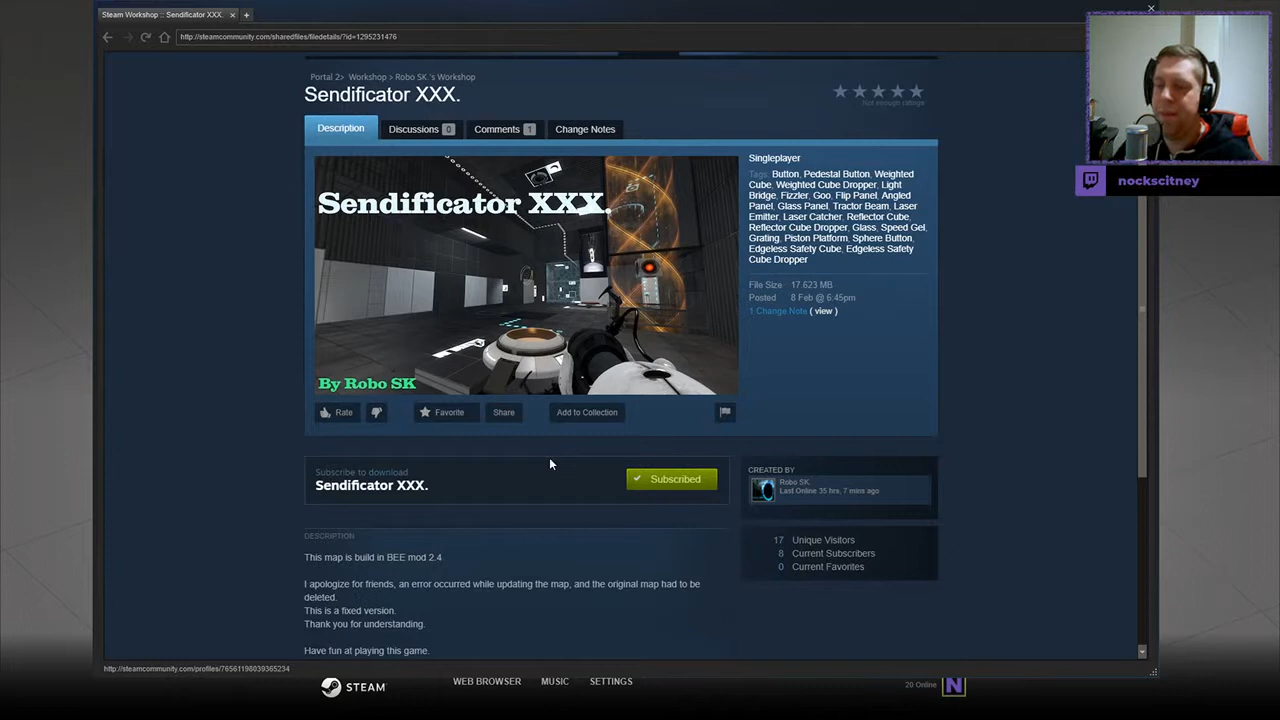 Steam Workshop :: Sendificator XXX.
http://steamcommunity.com/sharedfiles/filedetails/?id=1295231476
Portal 2> Workshop > Robo SK.'s Workshop
Sendificator XXX.
Not enough ratings
Description
Discussions 0
Comments 1
Change Notes
Sendificator XXX.
By Robo SK
Singleplayer
Tags: Button, Pedestal Button, Weighted
Cube, Weighted Cube Dropper, Light
Bridge, Fizzler, Goo, Flip Panel, Angled
Panel, Glass Panel, Tractor Beam, Laser
Emitter, Laser Catcher, Reflector Cube,
Reflector Cube Dropper, Glass, Speed Gel,
Grating, Piston Platform, Sphere Button,
Edgeless Safety Cube, Edgeless Safety
Cube Dropper
File Size 17.623 MB
Posted 8 Feb @ 6:45pm
1 Change Note ( view )
Rate
Favorite
Share
Add to Collection
Subscribe to download
Sendificator XXX.
Subscribed
CREATED BY
Robo SK.
Last Online 35 hrs, 7 mins ago
17 Unique Visitors
8 Current Subscribers
0 Current Favorites
DESCRIPTION
This map is build in BEE mod 2.4
I apologize for friends, an error occurred while updating the map, and the original map had to be
deleted.
This is a fixed version.
Thank you for understanding.
Have fun at playing this game.
http://steamcommunity.com/profiles/76561198039365234
STEAM
WEB BROWSER
MUSIC
SETTINGS
20 Online
N
nockscitney